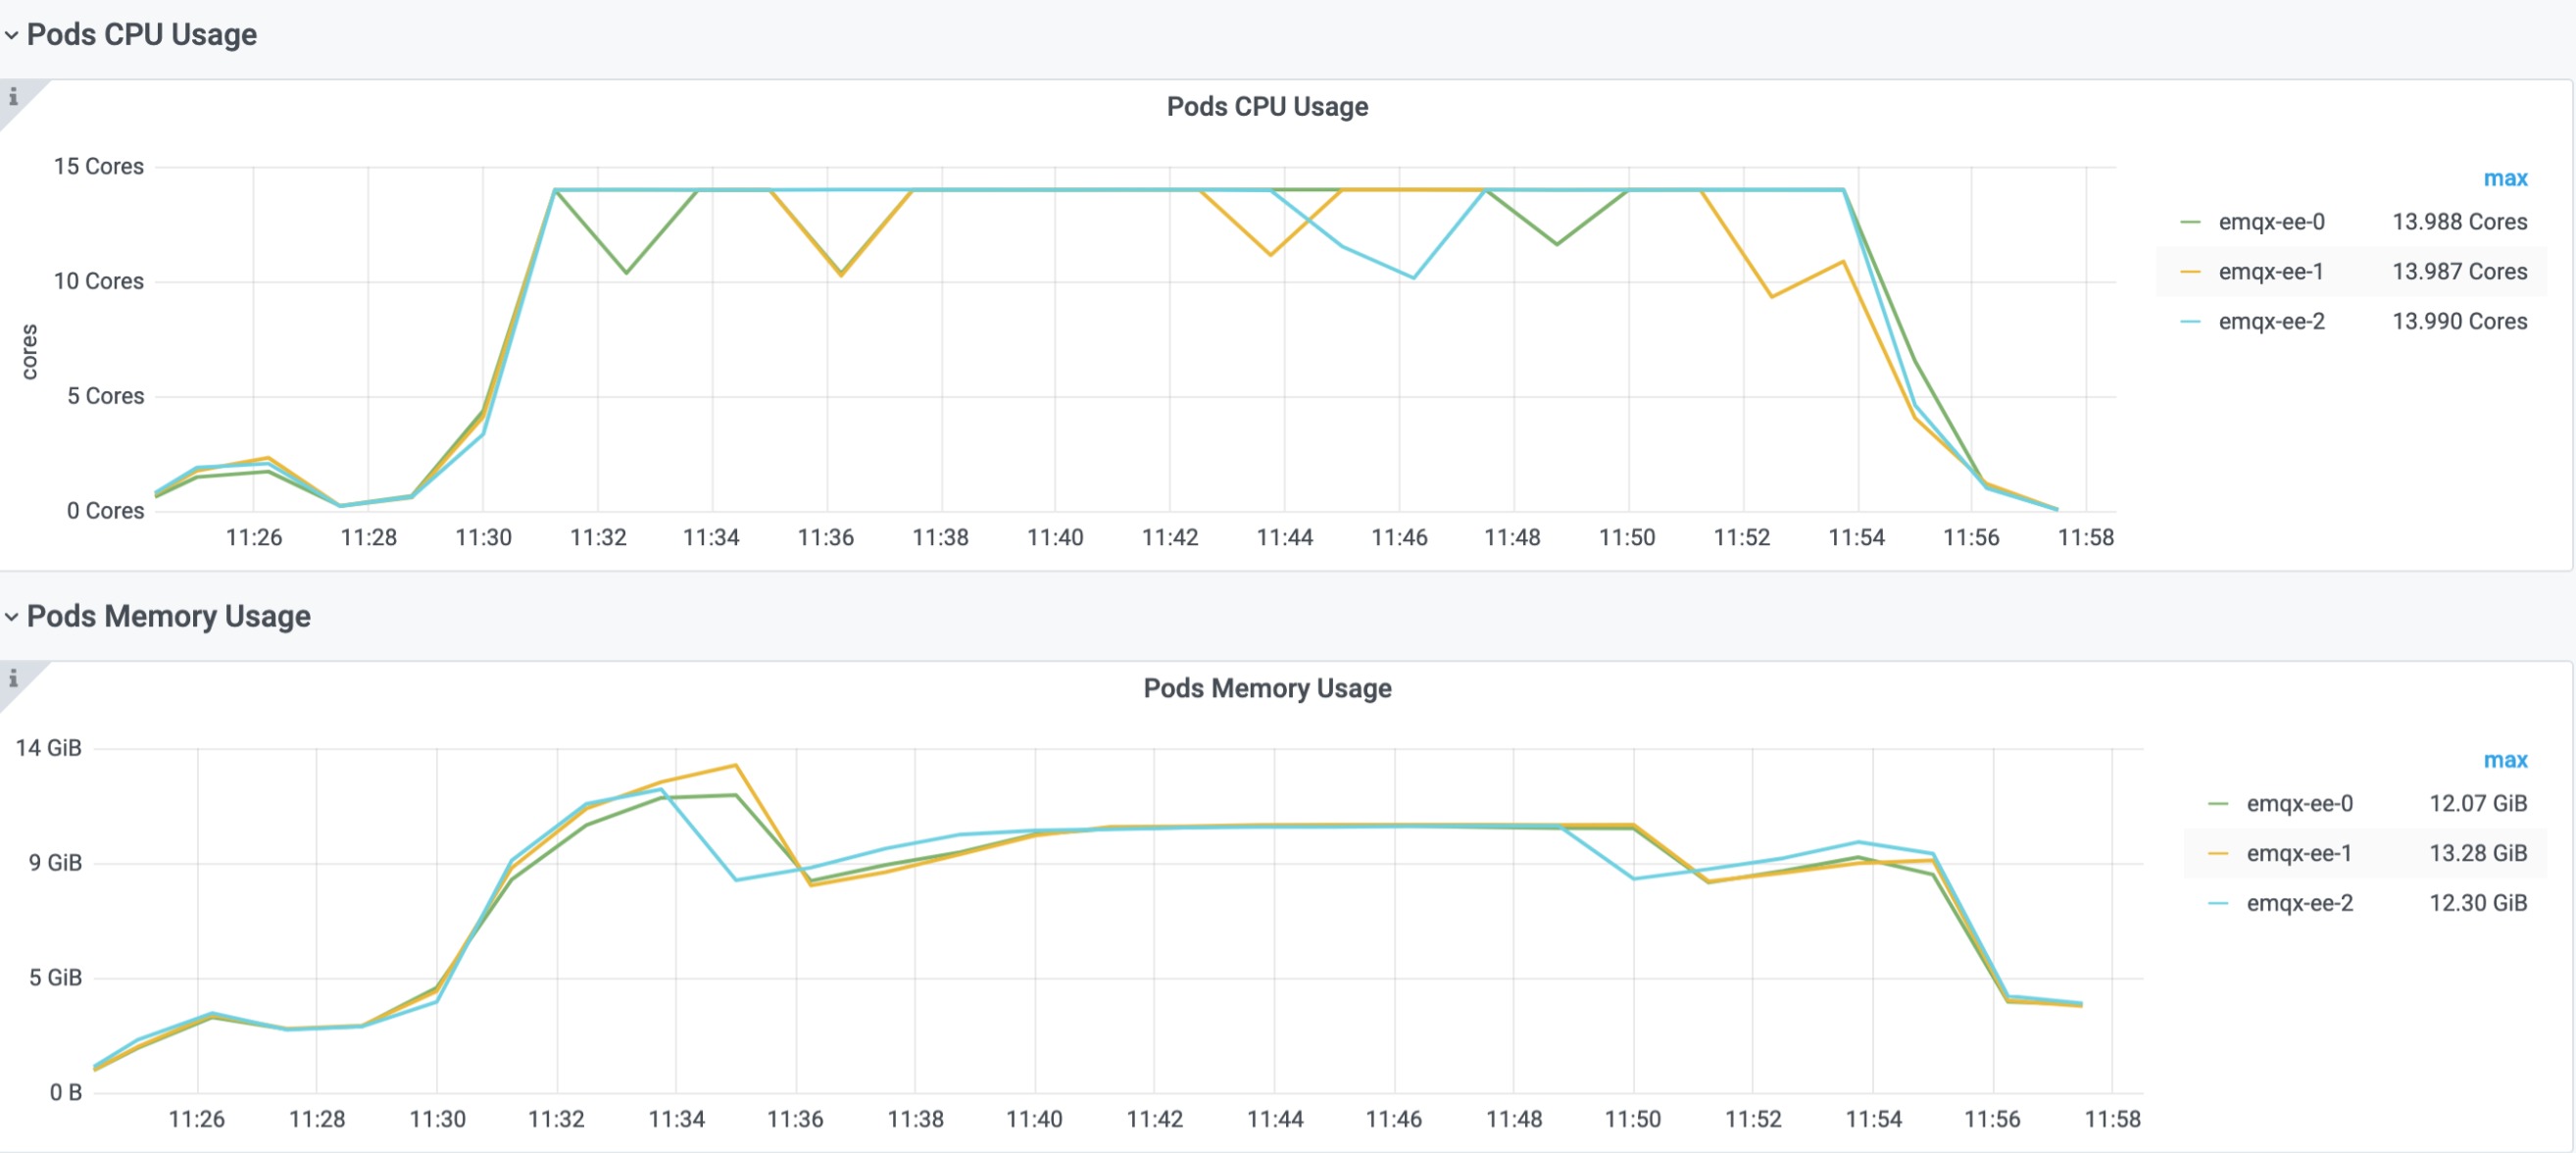 Pods CPU Usage
i
Pods CPU Usage
15 Cores
10 Cores
5 Cores
0 Cores
cores
11:26 11:28 11:30 11:32 11:34 11:36 11:38 11:40 11:42 11:44 11:46 11:48 11:50 11:52 11:54 11:56 11:58
max
emqx-ee-0 13.988 Cores
emqx-ee-1 13.987 Cores
emqx-ee-2 13.990 Cores
Pods Memory Usage
i
Pods Memory Usage
14 GiB
9 GiB
5 GiB
0 B
11:26 11:28 11:30 11:32 11:34 11:36 11:38 11:40 11:42 11:44 11:46 11:48 11:50 11:52 11:54 11:56 11:58
max
emqx-ee-0 12.07 GiB
emqx-ee-1 13.28 GiB
emqx-ee-2 12.30 GiB